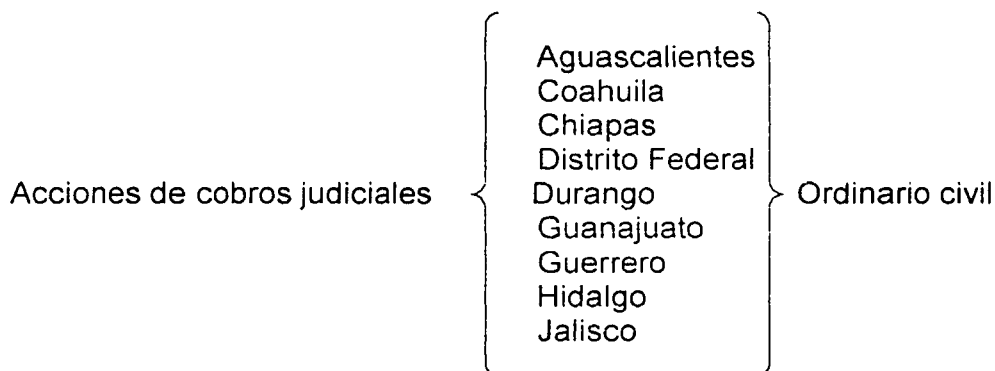 Aguascalientes
Coahuila
Chiapas
Distrito Federal
Acciones de cobros judiciales Durango Ordinario civil
Guanajuato
Guerrero
Hidalgo
Jalisco